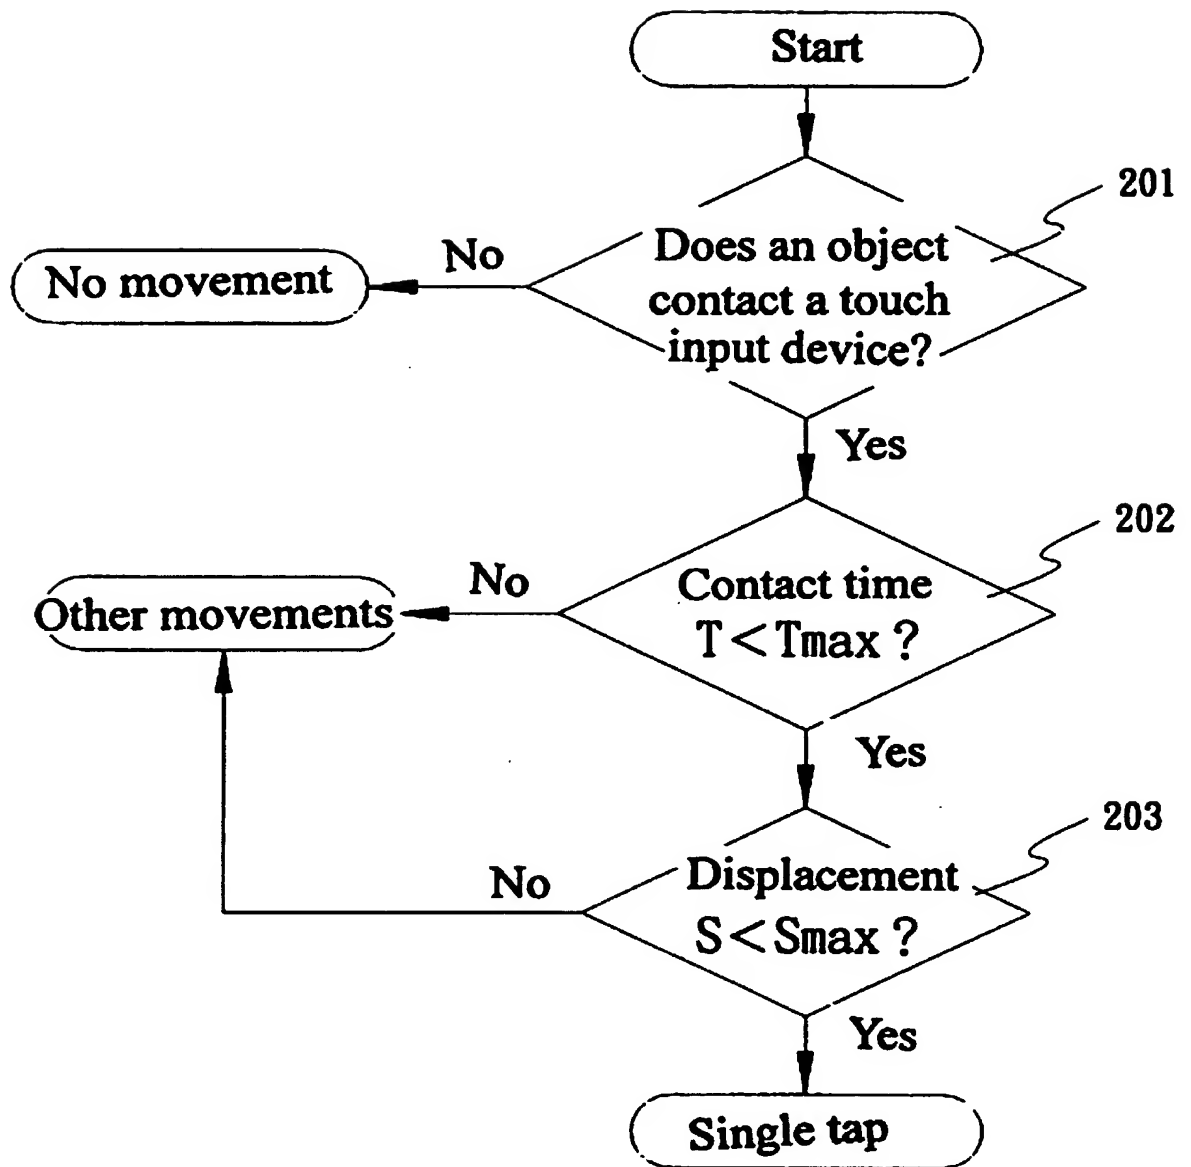 Start
201
Does an object
contact a touch
input device?
No
No movement
Yes
202
Contact time
T<Tmax ?
No
Other movements
Yes
203
Displacement
S<Smax ?
No
Yes
Single tap